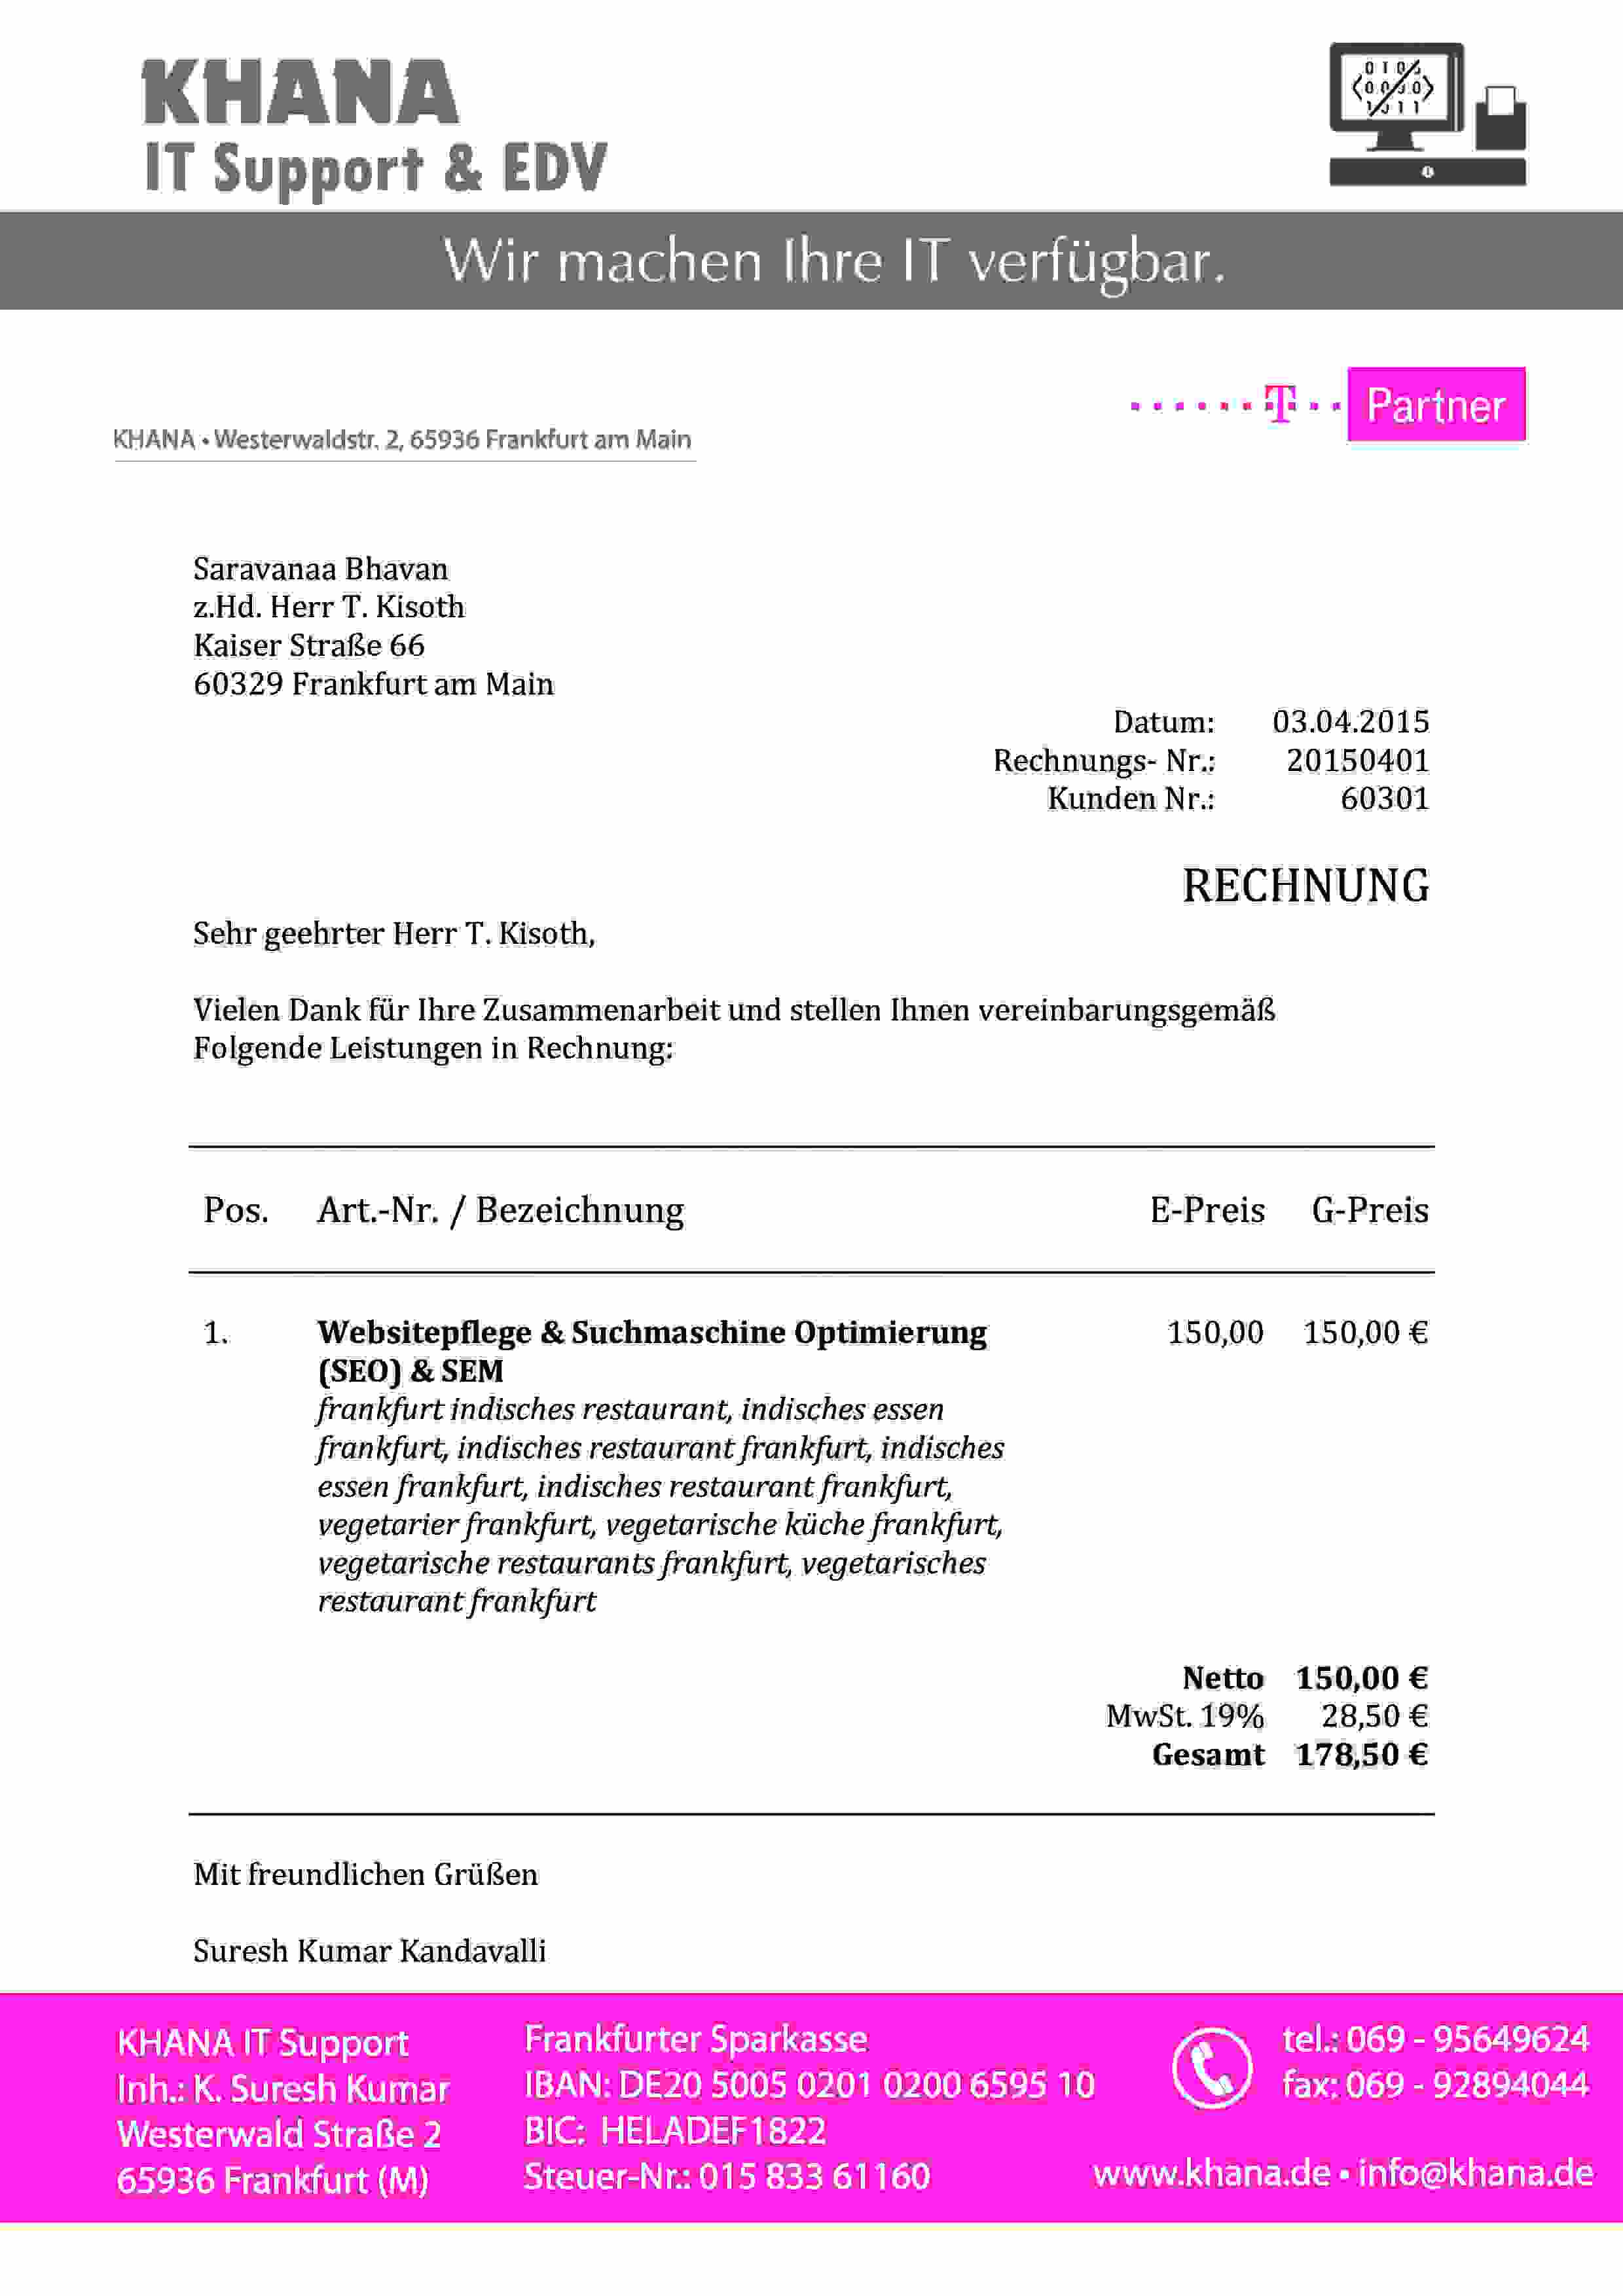 KHANA
IT Support & EDV
Wir machen Ihre IT verfügbar.
T Partner
KHANA • Westerwaldstr. 2, 65936 Frankfurt am Main
Saravanaa Bhavan
z.Hd. Herr T. Kisoth
Kaiser Straße 66
60329 Frankfurt am Main
Datum: 03.04.2015
Rechnungs- Nr.: 20150401
Kunden Nr.: 60301
RECHNUNG
Sehr geehrter Herr T. Kisoth,
Vielen Dank für Ihre Zusammenarbeit und stellen Ihnen vereinbarungsgemäß
Folgende Leistungen in Rechnung:
Pos. Art.-Nr. / Bezeichnung E-Preis G-Preis
1. Websitepflege & Suchmaschine Optimierung 150,00 150,00 €
(SEO) & SEM
frankfurt indisches restaurant, indisches essen
frankfurt, indisches restaurant frankfurt, indisches
essen frankfurt, indisches restaurant frankfurt,
vegetarier frankfurt, vegetarische küche frankfurt,
vegetarische restaurants frankfurt, vegetarisches
restaurant frankfurt
Netto 150,00 €
MwSt. 19% 28,50 €
Gesamt 178,50 €
Mit freundlichen Grüßen
Suresh Kumar Kandavalli
KHANA IT Support
Inh.: K. Suresh Kumar
Westerwald Straße 2
65936 Frankfurt (M)
Frankfurter Sparkasse
IBAN: DE20 5005 0201 0200 6595 10
BIC: HELADEF1822
Steuer-Nr.: 015 833 61160
tel.: 069 - 95649624
fax: 069 - 92894044
www.khana.de • info@khana.de